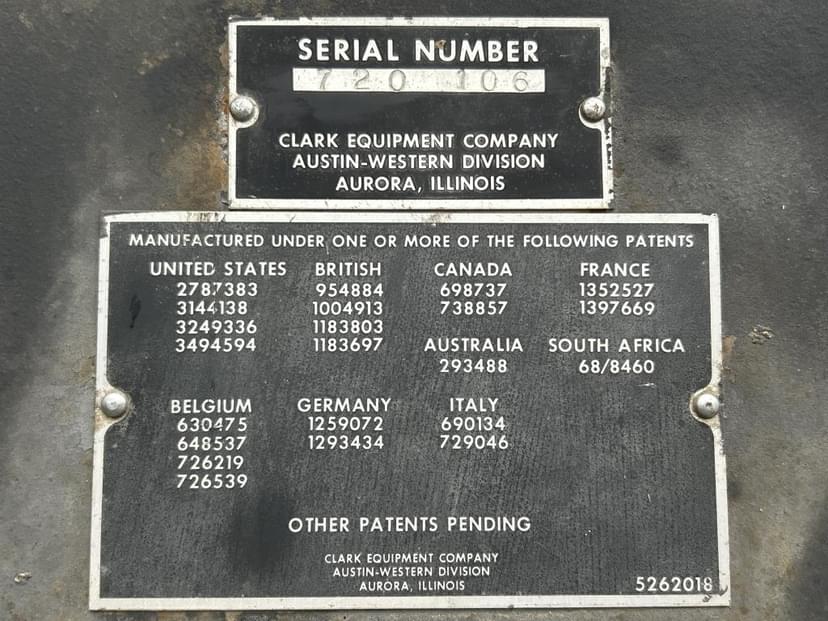 SERIAL NUMBER
720 106
CLARK EQUIPMENT COMPANY
AUSTIN-WESTERN DIVISION
AURORA, ILLINOIS
MANUFACTURED UNDER ONE OR MORE OF THE FOLLOWING PATENTS
UNITED STATES BRITISH CANADA FRANCE
2787383 954884 698737 1352527
3144138 1004913 738857 1397669
3249336 1183803
3494594 1183697 AUSTRALIA SOUTH AFRICA
293488 68/8460
BELGIUM GERMANY ITALY
630475 1259072 690134
648537 1293434 729046
726219
726539
OTHER PATENTS PENDING
CLARK EQUIPMENT COMPANY
AUSTIN-WESTERN DIVISION
AURORA, ILLINOIS
5262018